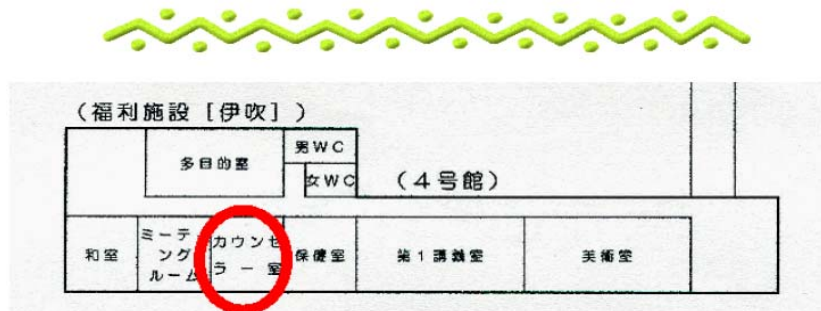 (福利施設 [伊吹] )
男WC
多目的室
女WC
(4号館)
和室
ミーティ
ング
ルーム
カウンセ
ラー室
保健室
第1講義室
美術室